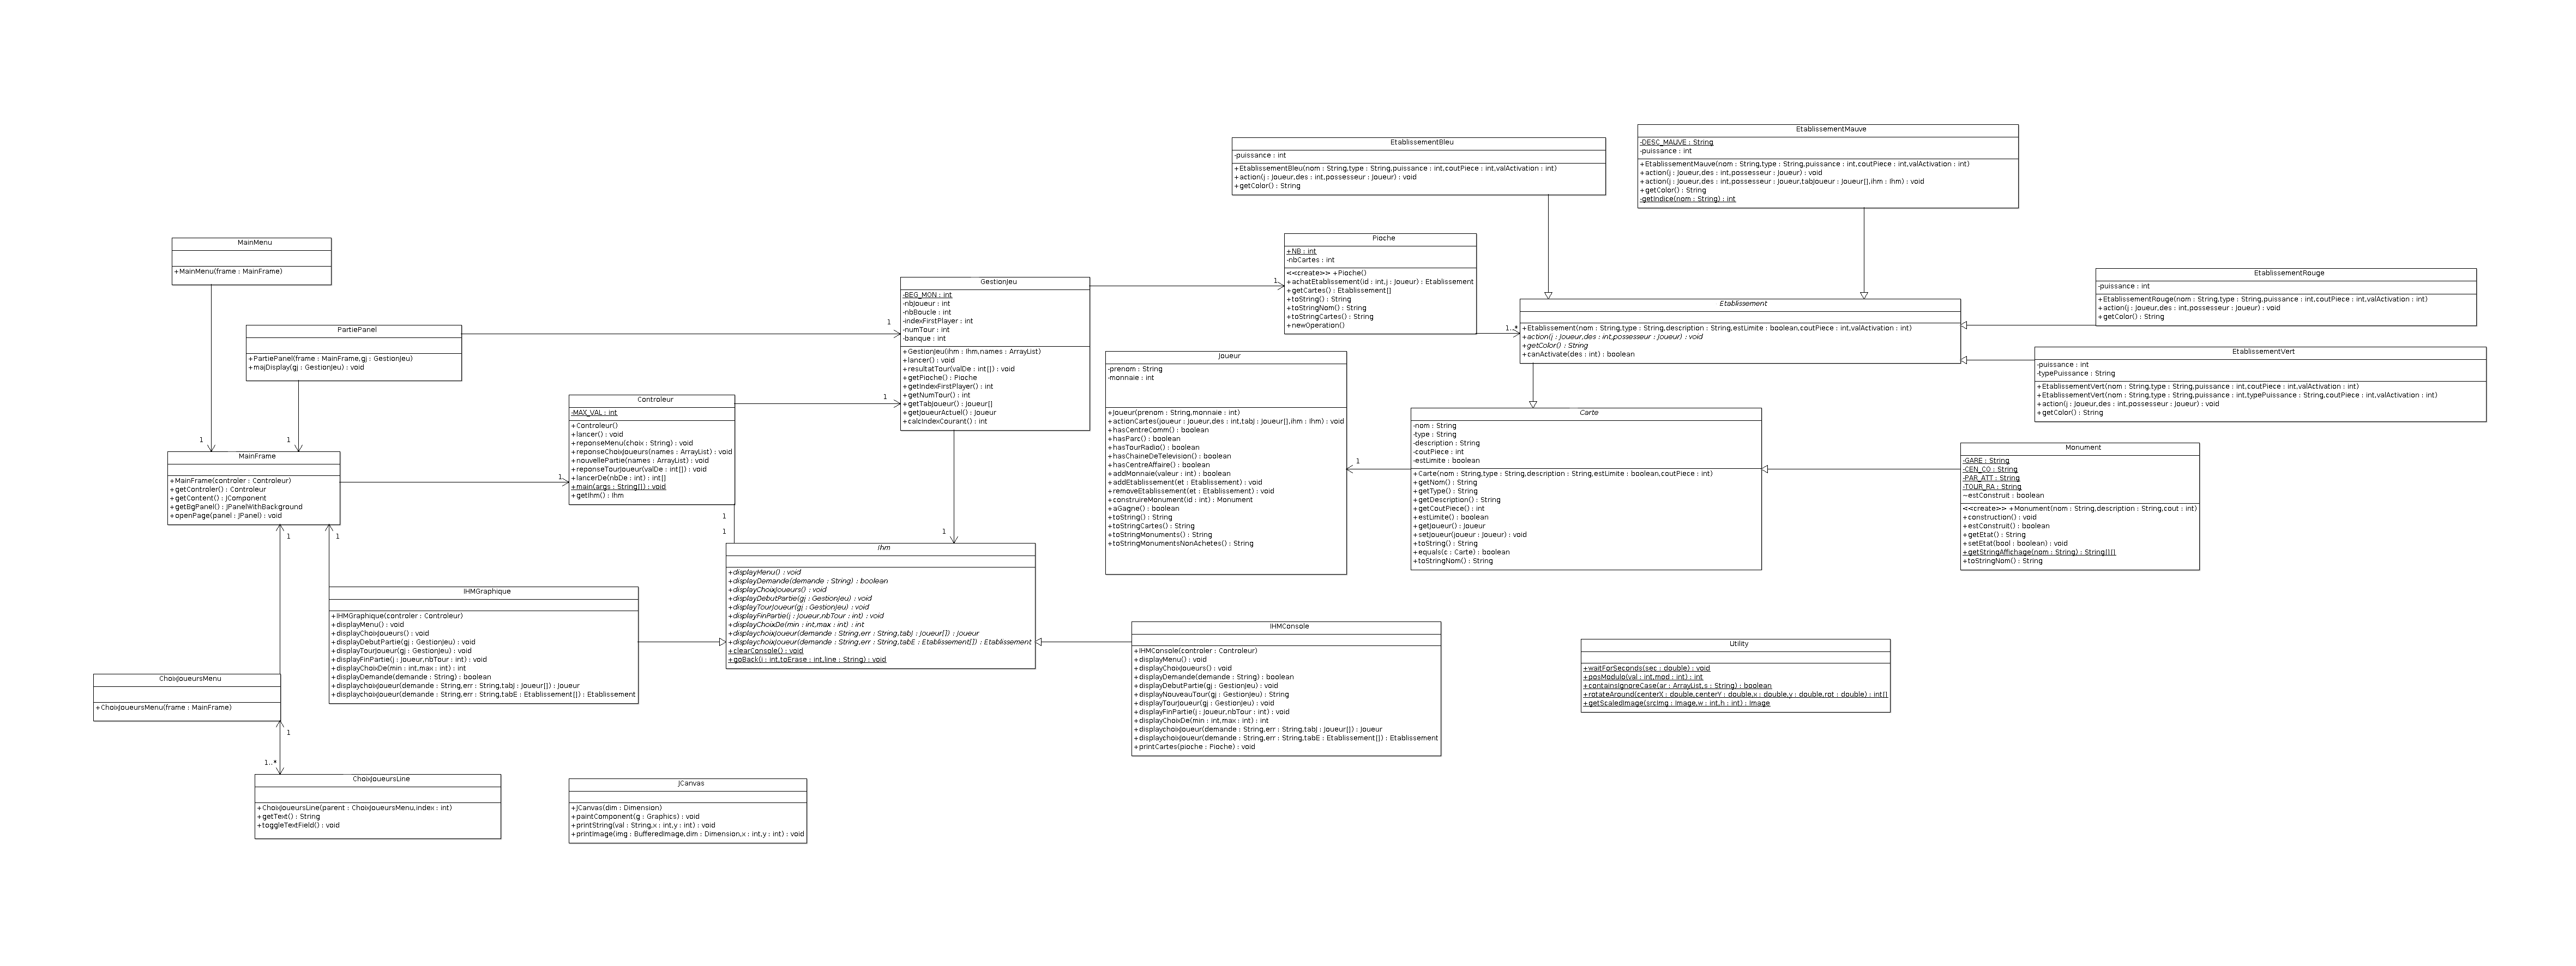 MainMenu
+MainMenu(frame : MainFrame)
PartiePanel
+PartiePanel(frame : MainFrame,gj : GestionJeu)
+majDisplay(gj : GestionJeu) : void
1
1
1
MainFrame
+MainFrame(controler : Controleur)
+getControler() : Controleur
+getContent() : JComponent
+getBgPanel() : JPanelWithBackground
+openPage(panel : JPanel) : void
1
1
1
ChoixJoueursMenu
+ChoixJoueursMenu(frame : MainFrame)
1
1..*
ChoixJoueursLine
+ChoixJoueursLine(parent : ChoixJoueursMenu,index : int)
+getText() : String
+toggleTextField() : void
IHMGraphique
+IHMGraphique(controler : Controleur)
+displayMenu() : void
+displayChoixJoueurs() : void
+displayDebutPartie(gj : GestionJeu) : void
+displayTourJoueur(gj : GestionJeu) : void
+displayFinPartie(j : Joueur,nbTour : int) : void
+displayChoixDe(min : int,max : int) : int
+displayDemande(demande : String) : boolean
+displaychoixJoueur(demande : String,err : String,tabJ : Joueur[]) : Joueur
+displaychoixJoueur(demande : String,err : String,tabE : Etablissement[]) : Etablissement
Controleur
-MAX_VAL : int
+Controleur()
+lancer() : void
+reponseMenu(choix : String) : void
+reponseChoixJoueurs(names : ArrayList) : void
+nouvellePartie(names : ArrayList) : void
+reponseTourJoueur(valDe : int[]) : void
+lancerDe(nbDe : int) : int[]
+main(args : String[]) : void
+getIhm() : Ihm
1
1
1
JCanvas
+JCanvas(dim : Dimension)
+paintComponent(g : Graphics) : void
+printString(val : String,x : int,y : int) : void
+printImage(img : BufferedImage,dim : Dimension,x : int,y : int) : void
GestionJeu
-BEG_MON : int
-nbJoueur : int
-nbBoucle : int
-indexFirstPlayer : int
-numTour : int
-banque : int
+GestionJeu(ihm : Ihm,names : ArrayList)
+lancer() : void
+resultatTour(valDe : int[]) : void
+getPioche() : Pioche
+getIndexFirstPlayer() : int
+getNumTour() : int
+getTabJoueur() : Joueur[]
+getJoueurActuel() : Joueur
+calcIndexCourant() : int
1
1
Ihm
+displayMenu() : void
+displayDemande(demande : String) : boolean
+displayChoixJoueurs() : void
+displayDebutPartie(gj : GestionJeu) : void
+displayTourJoueur(gj : GestionJeu) : void
+displayFinPartie(j : Joueur,nbTour : int) : void
+displayChoixDe(min : int,max : int) : int
+displaychoixJoueur(demande : String,err : String,tabJ : Joueur[]) : Joueur
+displaychoixJoueur(demande : String,err : String,tabE : Etablissement[]) : Etablissement
+clearConsole() : void
+goBack(i : int,toErase : int,line : String) : void
Pioche
+NB : int
-nbCartes : int
<<create>> +Pioche()
+achatEtablissement(id : int,j : Joueur) : Etablissement
+getCartes() : Etablissement[]
+toString() : String
+toStringNom() : String
+toStringCartes() : String
+newOperation()
1..*
Joueur
-prenom : String
-monnaie : int
+Joueur(prenom : String,monnaie : int)
+actionCartes(joueur : Joueur,des : int,tabJ : Joueur[],ihm : Ihm) : void
+hasCentreComm() : boolean
+hasParc() : boolean
+hasTourRadio() : boolean
+hasChaineDeTelevision() : boolean
+hasCentreAffaire() : boolean
+addMonnaie(valeur : int) : boolean
+addEtablissement(et : Etablissement) : void
+removeEtablissement(et : Etablissement) : void
+construireMonument(id : int) : Monument
+aGagne() : boolean
+toString() : String
+toStringCartes() : String
+toStringMonuments() : String
+toStringMonumentsNonAchetes() : String
1
IHMConsole
+IHMConsole(controler : Controleur)
+displayMenu() : void
+displayChoixJoueurs() : void
+displayDemande(demande : String) : boolean
+displayDebutPartie(gj : GestionJeu) : void
+displayNouveauTour(gj : GestionJeu) : String
+displayTourJoueur(gj : GestionJeu) : void
+displayFinPartie(j : Joueur,nbTour : int) : void
+displayChoixDe(min : int,max : int) : int
+displaychoixJoueur(demande : String,err : String,tabJ : Joueur[]) : Joueur
+displaychoixJoueur(demande : String,err : String,tabE : Etablissement[]) : Etablissement
+printCartes(pioche : Pioche) : void
EtablissementBleu
-puissance : int
+EtablissementBleu(nom : String,type : String,puissance : int,coutPiece : int,valActivation : int)
+action(j : Joueur,des : int,possesseur : Joueur) : void
+getColor() : String
EtablissementMauve
-DESC_MAUVE : String
-puissance : int
+EtablissementMauve(nom : String,type : String,puissance : int,coutPiece : int,valActivation : int)
+action(j : Joueur,des : int,possesseur : Joueur) : void
+action(j : Joueur,des : int,possesseur : Joueur,tabJoueur : Joueur[],ihm : Ihm) : void
+getColor() : String
-getIndice(nom : String) : int
Etablissement
+Etablissement(nom : String,type : String,description : String,estLimite : boolean,coutPiece : int,valActivation : int)
+action(j : Joueur,des : int,possesseur : Joueur) : void
+getColor() : String
+canActivate(des : int) : boolean
EtablissementRouge
-puissance : int
+EtablissementRouge(nom : String,type : String,puissance : int,coutPiece : int,valActivation : int)
+action(j : Joueur,des : int,possesseur : Joueur) : void
+getColor() : String
EtablissementVert
-puissance : int
-typePuissance : String
+EtablissementVert(nom : String,type : String,puissance : int,coutPiece : int,valActivation : int)
+EtablissementVert(nom : String,type : String,puissance : int,typePuissance : String,coutPiece : int,valActivation : int)
+action(j : Joueur,des : int,possesseur : Joueur) : void
+getColor() : String
Carte
-nom : String
-type : String
-description : String
-coutPiece : int
-estLimite : boolean
+Carte(nom : String,type : String,description : String,estLimite : boolean,coutPiece : int)
+getNom() : String
+getType() : String
+getDescription() : String
+getCoutPiece() : int
+estLimite() : boolean
+getJoueur() : Joueur
+setJoueur(joueur : Joueur) : void
+toString() : String
+equals(c : Carte) : boolean
+toStringNom() : String
Monument
-GARE : String
-CEN_CO : String
-PAR_ATT : String
-TOUR_RA : String
~estConstruit : boolean
<<create>> +Monument(nom : String,description : String,cout : int)
+construction() : void
+estConstruit() : boolean
+getEtat() : String
+setEtat(bool : boolean) : void
+getStringAffichage(nom : String) : String[][]
+toStringNom() : String
Utility
+waitForSeconds(sec : double) : void
+posModulo(val : int,mod : int) : int
+containsIgnoreCase(ar : ArrayList,s : String) : boolean
+rotateAround(centerX : double,centerY : double,x : double,y : double,rot : double) : int[]
+getScaledImage(srcImg : Image,w : int,h : int) : Image